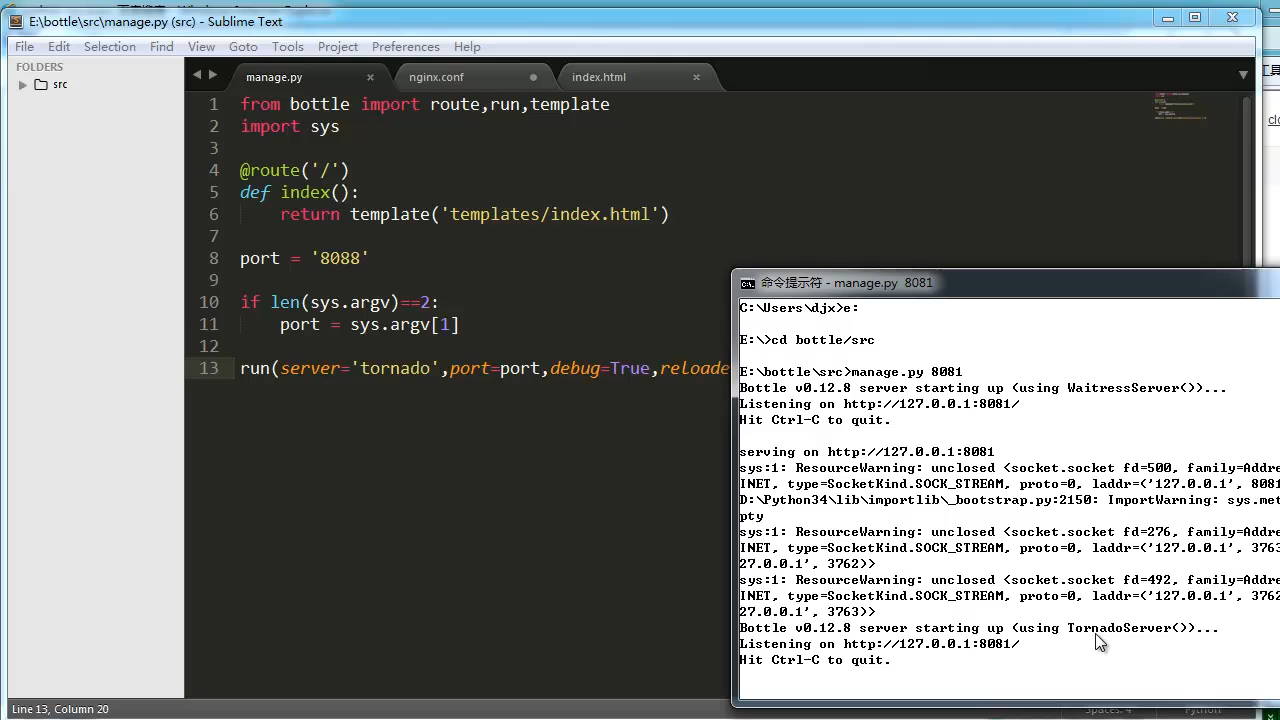 E:\bottle\src\manage.py (src) - Sublime Text
File Edit Selection Find View Goto Tools Project Preferences Help
FOLDERS
src
manage.py
nginx.conf
index.html
1 from bottle import route,run,template
2 import sys
3
4 @route('/')
5 def index():
6 return template('templates/index.html')
7
8 port = '8088'
9
10 if len(sys.argv)==2:
11 port = sys.argv[1]
12
13 run(server='tornado',port=port,debug=True,reloade
命令提示符 - manage.py 8081
C:\Users\djx>e:
E:\>cd bottle/src
E:\bottle\src>manage.py 8081
Bottle v0.12.8 server starting up (using WaitressServer())...
Listening on http://127.0.0.1:8081/
Hit Ctrl-C to quit.
serving on http://127.0.0.1:8081
sys:1: ResourceWarning: unclosed <socket.socket fd=500, family=Addre
INET, type=SocketKind.SOCK_STREAM, proto=0, laddr=('127.0.0.1', 8081
D:\Python34\lib\importlib\_bootstrap.py:2150: ImportWarning: sys.met
pty
sys:1: ResourceWarning: unclosed <socket.socket fd=276, family=Addre
INET, type=SocketKind.SOCK_STREAM, proto=0, laddr=('127.0.0.1', 3763
27.0.0.1', 3762)>
sys:1: ResourceWarning: unclosed <socket.socket fd=492, family=Addre
INET, type=SocketKind.SOCK_STREAM, proto=0, laddr=('127.0.0.1', 3762
27.0.0.1', 3763)>
Bottle v0.12.8 server starting up (using TornadoServer())...
Listening on http://127.0.0.1:8081/
Hit Ctrl-C to quit.
Line 13, Column 20
Spaces: 4
Python
工具
clo